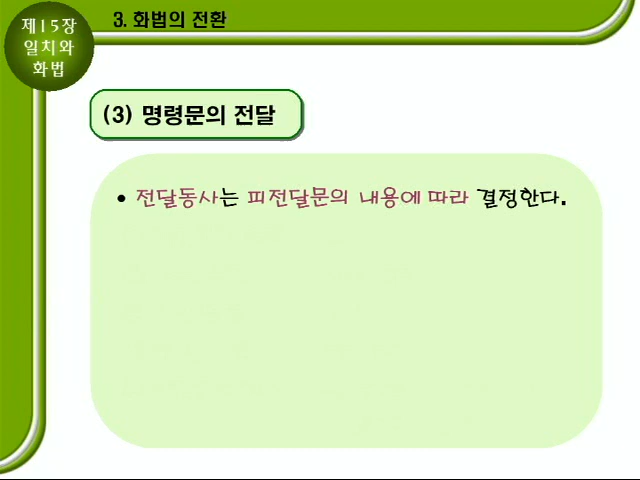 제15장
일치와
화법
3. 화법의 전환
(3) 명령문의 전달
• 전달동사는 피전달문의 내용에 따라 결정한다.